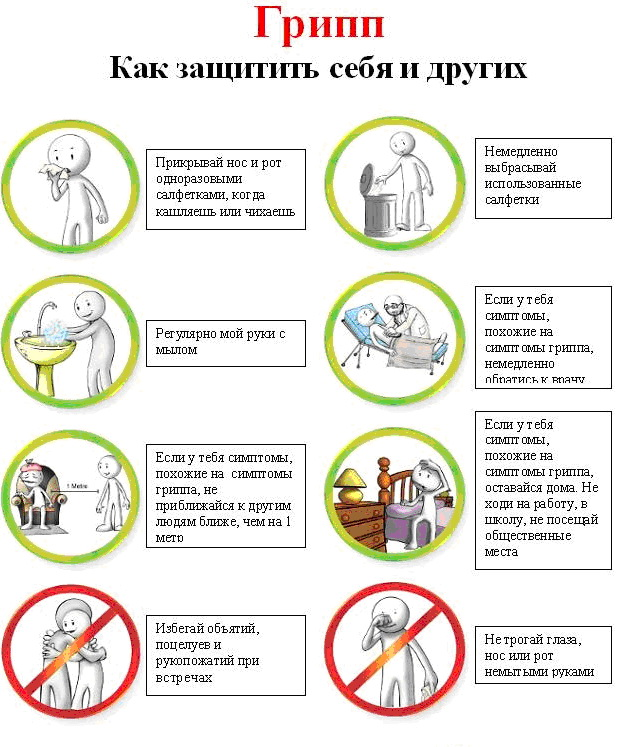 Грипп
Как защитить себя и других
Прикрывай нос и рот
одноразовыми
салфетками, когда
кашляешь или чихаешь
Немедленно
выбрасывай
использованные
салфетки
Регулярно мой руки с
мылом
Если у тебя
симптомы,
похожие на
симптомы гриппа,
немедленно
обратись к врачу
1 Metre
Если у тебя симптомы,
похожие на симптомы
гриппа, не
приближайся к другим
людям ближе, чем на 1
метр
Если у тебя
симптомы,
похожие на
симптомы гриппа,
оставайся дома. Не
ходи на работу, в
школу, не посещай
общественные
места
Избегай объятий,
поцелуев и
рукопожатий при
встречах
Не трогай глаза,
нос или рот
немытыми руками